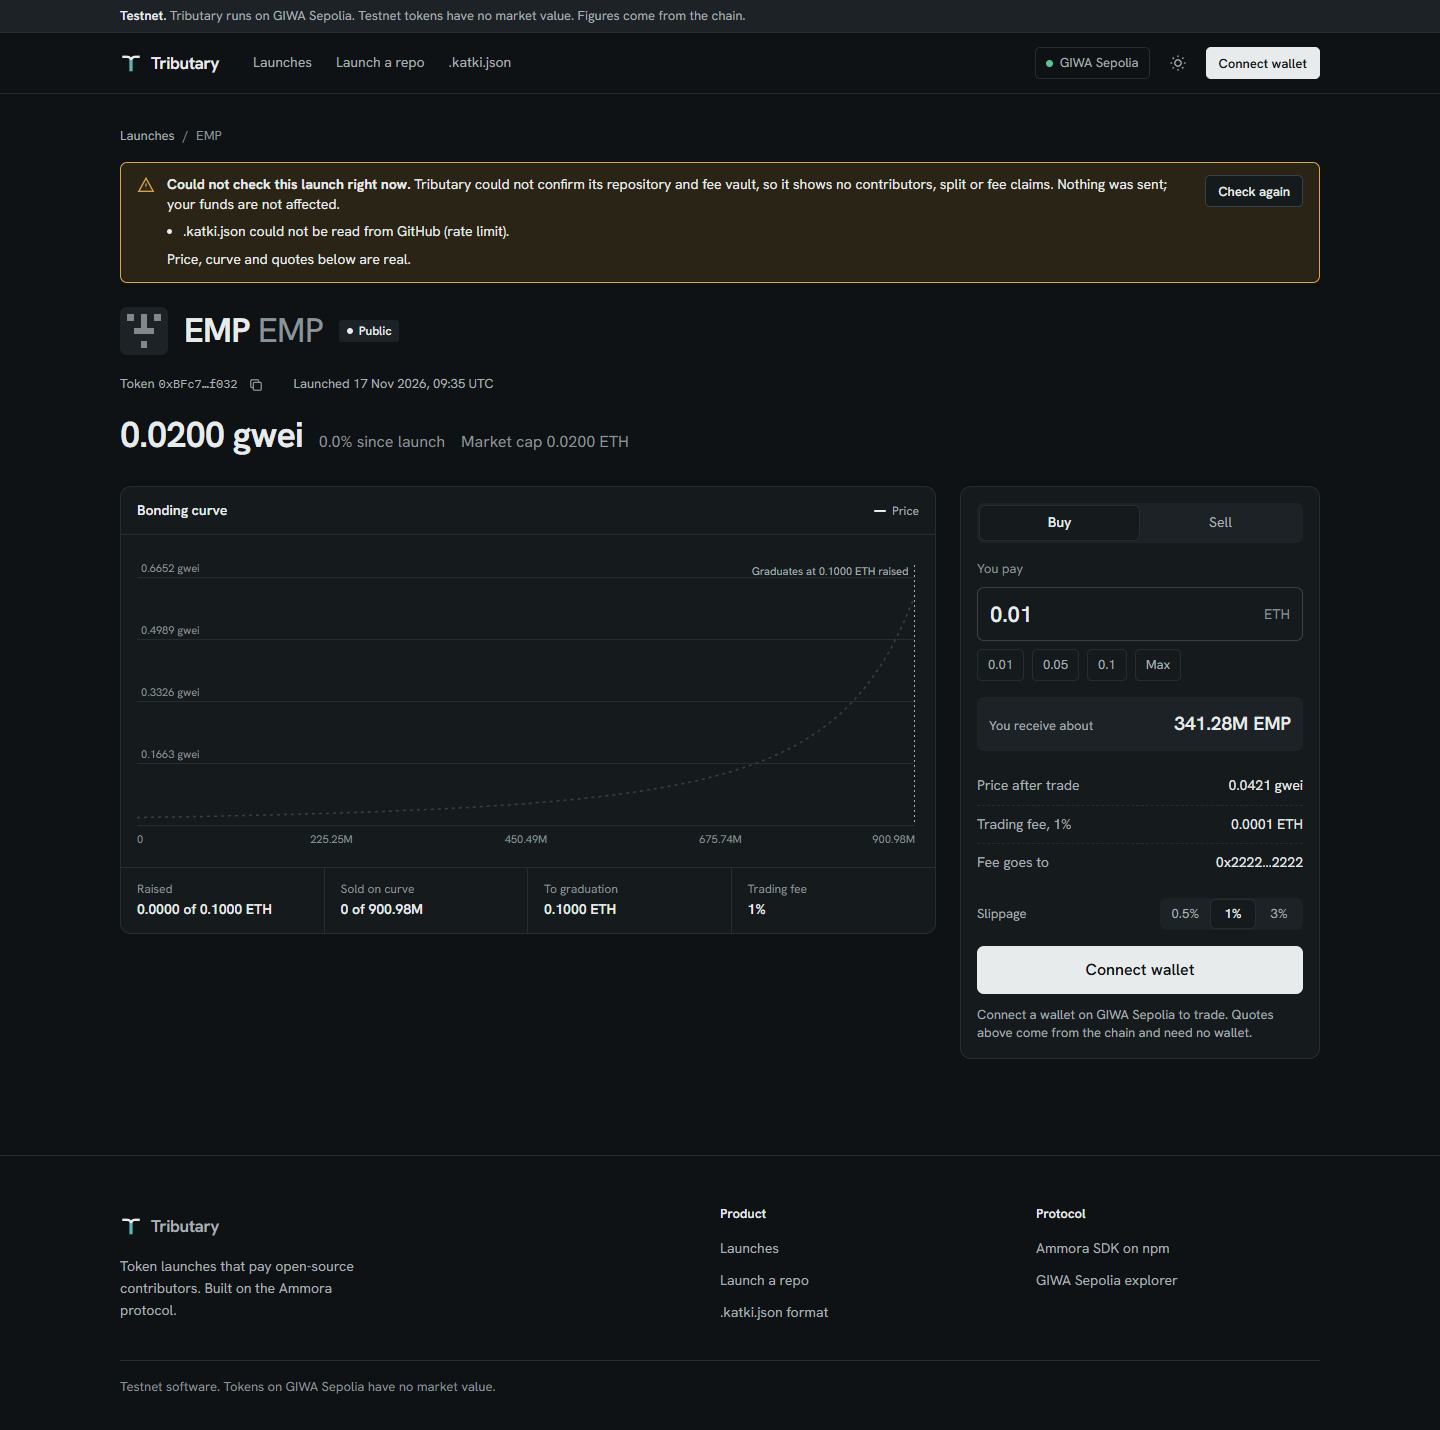 Testnet. Tributary runs on GIWA Sepolia. Testnet tokens have no market value. Figures come from the chain.
Tributary
Launches
Launch a repo
.katki.json
GIWA Sepolia
Connect wallet
Launches / EMP
Could not check this launch right now. Tributary could not confirm its repository and fee vault, so it shows no contributors, split or fee claims. Nothing was sent;
your funds are not affected.
• .katki.json could not be read from GitHub (rate limit).
Price, curve and quotes below are real.
Check again
EMP EMP
Public
Token 0xBFc7…f032
Launched 17 Nov 2026, 09:35 UTC
0.0200 gwei
0.0% since launch
Market cap 0.0200 ETH
Bonding curve
Price
0.6652 gwei
Graduates at 0.1000 ETH raised
0.4989 gwei
0.3326 gwei
0.1663 gwei
0
225.25M
450.49M
675.74M
900.98M
Raised
0.0000 of 0.1000 ETH
Sold on curve
0 of 900.98M
To graduation
0.1000 ETH
Trading fee
1%
Buy
Sell
You pay
0.01
ETH
0.01
0.05
0.1
Max
You receive about
341.28M EMP
Price after trade
0.0421 gwei
Trading fee, 1%
0.0001 ETH
Fee goes to
0x2222…2222
Slippage
0.5%
1%
3%
Connect wallet
Connect a wallet on GIWA Sepolia to trade. Quotes
above come from the chain and need no wallet.
Tributary
Token launches that pay open-source
contributors. Built on the Ammora
protocol.
Product
Launches
Launch a repo
.katki.json format
Protocol
Ammora SDK on npm
GIWA Sepolia explorer
Testnet software. Tokens on GIWA Sepolia have no market value.